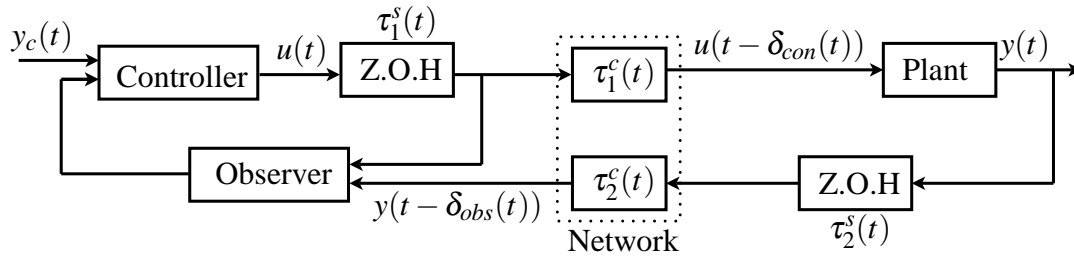 y_c(t)
Controller
u(t)
τ_1^s(t)
Z.O.H
τ_1^c(t)
u(t − δ_con(t))
Plant
y(t)
Observer
y(t − δ_obs(t))
τ_2^c(t)
Z.O.H
τ_2^s(t)
Network